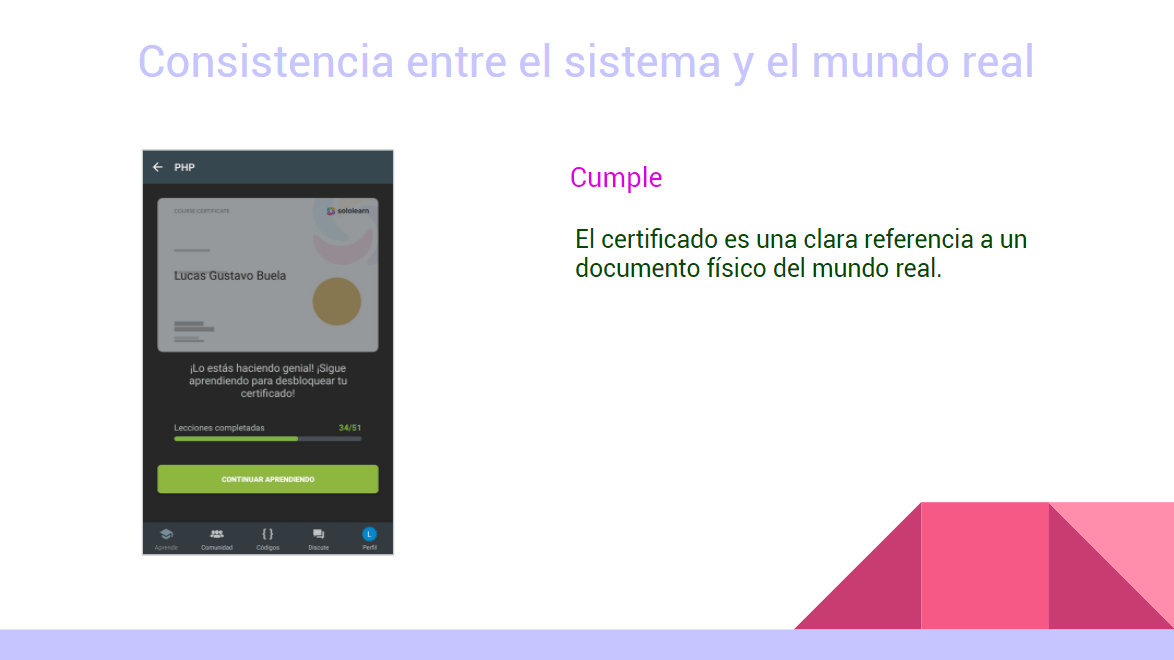 Consistencia entre el sistema y el mundo real
PHP
COURSE CERTIFICATE
sololearn
Lucas Gustavo Buela
¡Lo estás haciendo genial! ¡Sigue
aprendiendo para desbloquear tu
certificado!
Lecciones completadas 34/51
CONTINUAR APRENDIENDO
Aprende Comunidad Códigos Discute Perfil
L
Cumple
El certificado es una clara referencia a un
documento físico del mundo real.